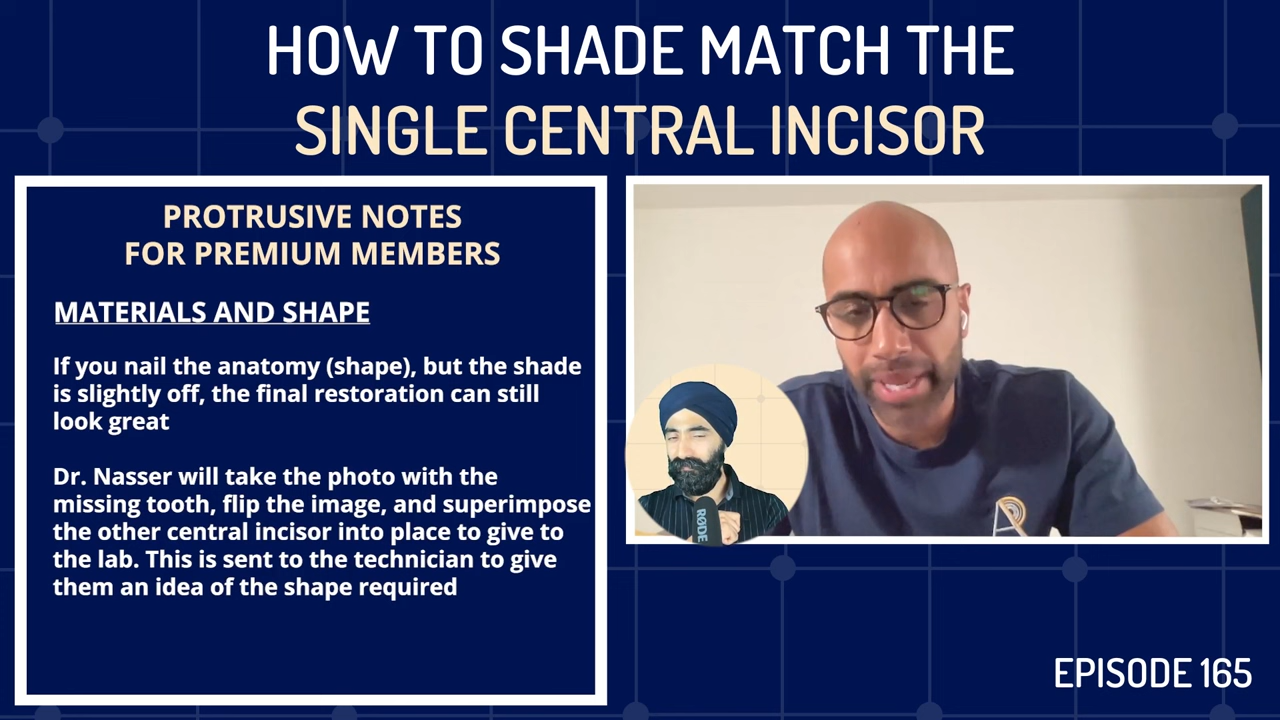 HOW TO SHADE MATCH THE
SINGLE CENTRAL INCISOR
PROTRUSIVE NOTES
FOR PREMIUM MEMBERS
MATERIALS AND SHAPE
If you nail the anatomy (shape), but the shade
is slightly off, the final restoration can still
look great
Dr. Nasser will take the photo with the
missing tooth, flip the image, and superimpose
the other central incisor into place to give to
the lab. This is sent to the technician to give
them an idea of the shape required
RØDE
EPISODE 165